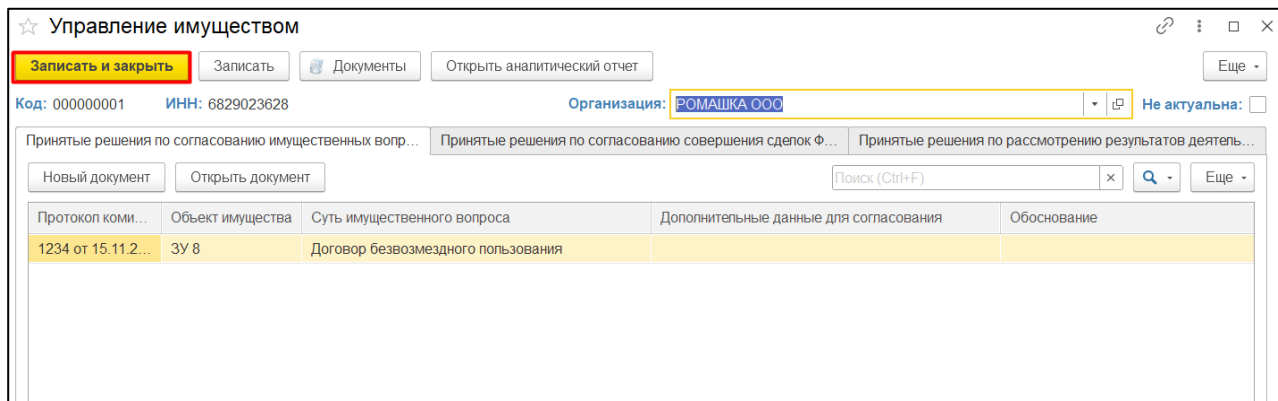 Управление имуществом
Записать и закрыть Записать Документы Открыть аналитический отчет Еще
Код: 000000001 ИНН: 6829023628 Организация: РОМАШКА ООО Не актуальна:
Принятые решения по согласованию имущественных вопр... Принятые решения по согласованию совершения сделок Ф... Принятые решения по рассмотрению результатов деятель...
Новый документ Открыть документ Поиск (Ctrl+F) Еще
Протокол коми... Объект имущества Суть имущественного вопроса Дополнительные данные для согласования Обоснование
1234 от 15.11.2... ЗУ 8 Договор безвозмездного пользования